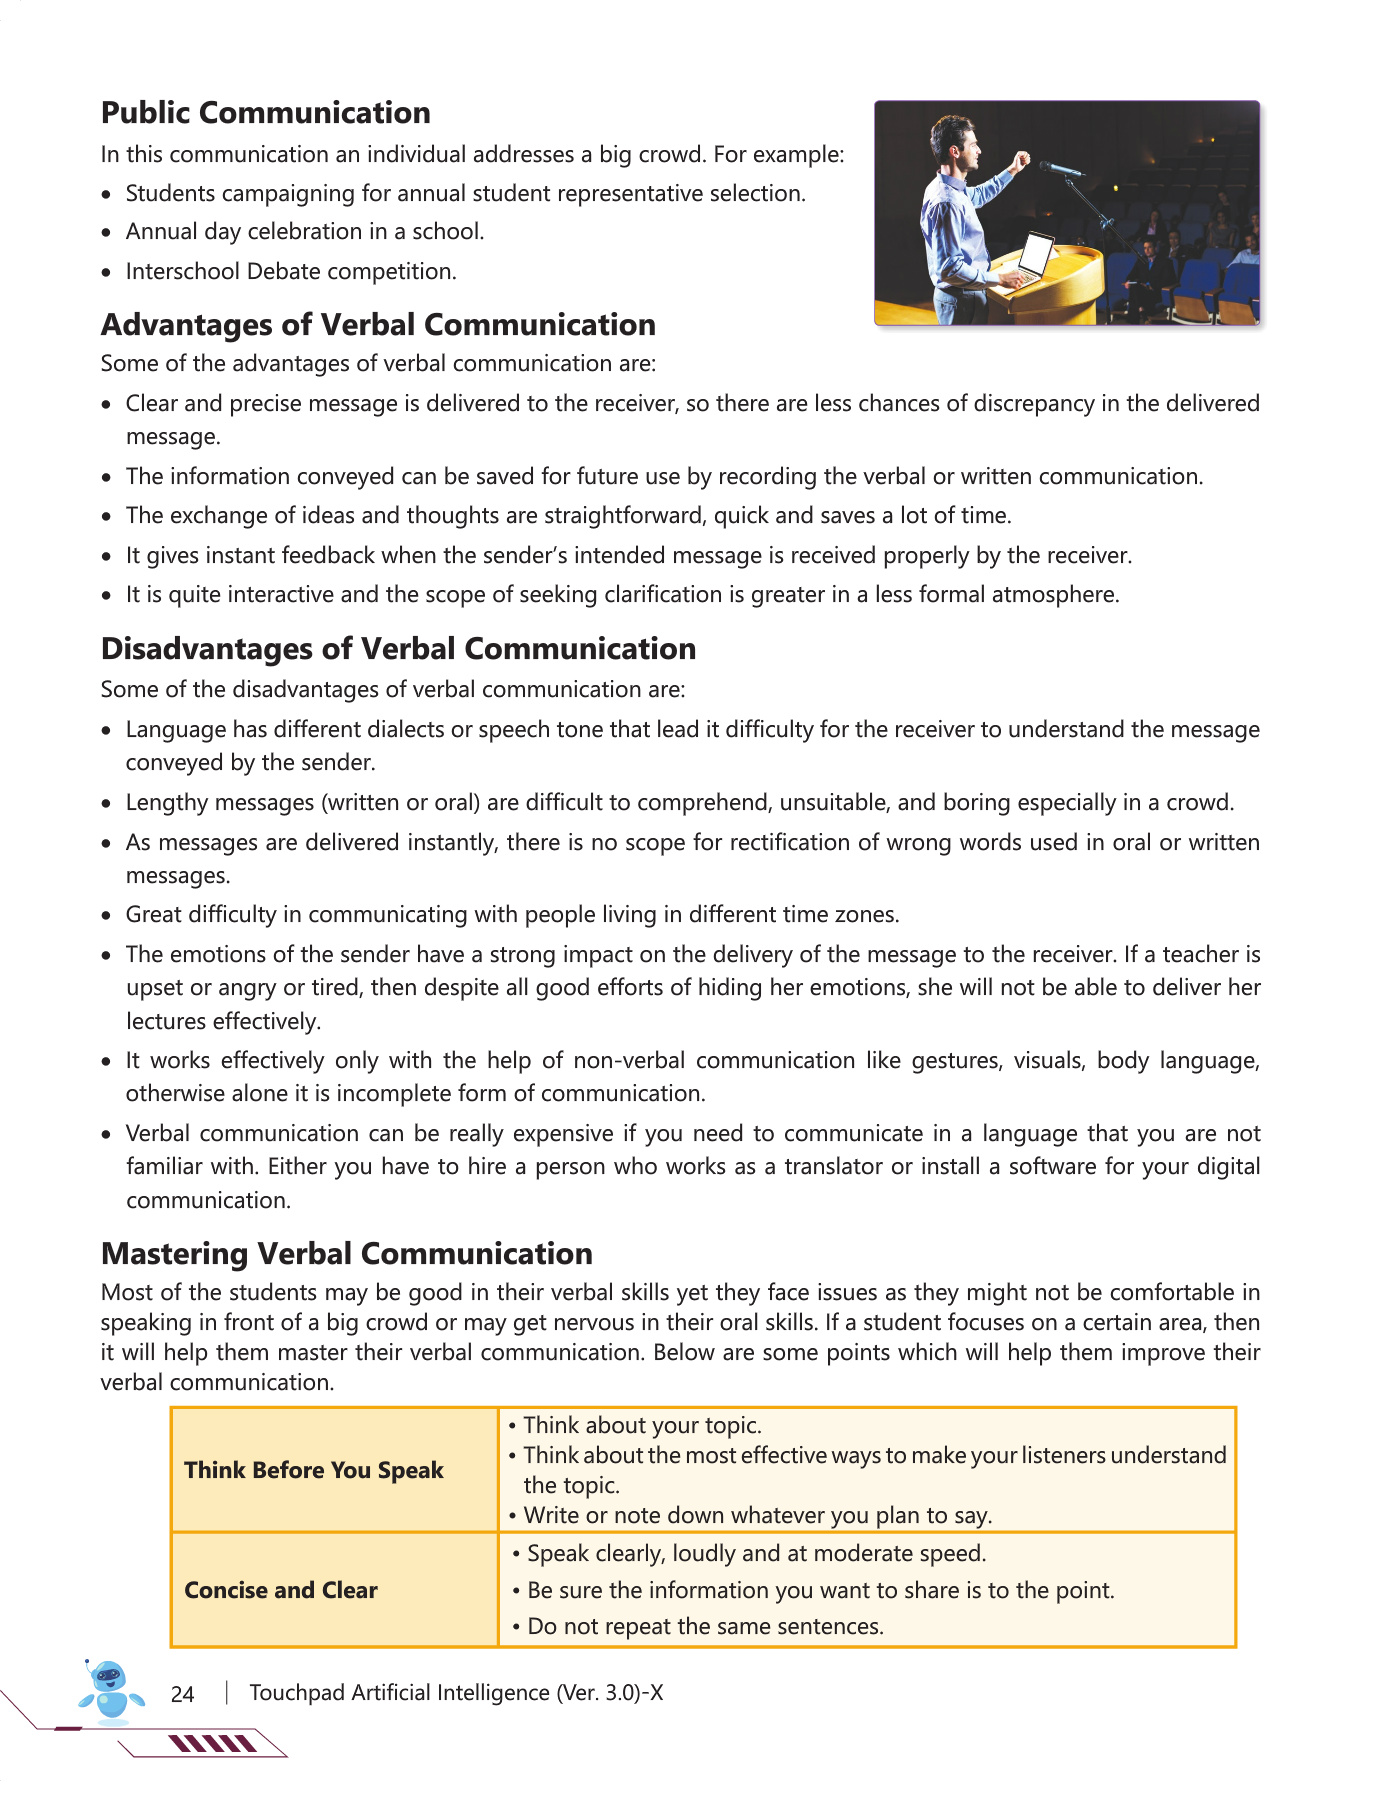 Public Communication
In this communication an individual addresses a big crowd. For example:
• Students campaigning for annual student representative selection.
• Annual day celebration in a school.
• Interschool Debate competition.
Advantages of Verbal Communication
Some of the advantages of verbal communication are:
• Clear and precise message is delivered to the receiver, so there are less chances of discrepancy in the delivered
message.
• The information conveyed can be saved for future use by recording the verbal or written communication.
• The exchange of ideas and thoughts are straightforward, quick and saves a lot of time.
• It gives instant feedback when the sender’s intended message is received properly by the receiver.
• It is quite interactive and the scope of seeking clarification is greater in a less formal atmosphere.
Disadvantages of Verbal Communication
Some of the disadvantages of verbal communication are:
• Language has different dialects or speech tone that lead it difficulty for the receiver to understand the message
conveyed by the sender.
• Lengthy messages (written or oral) are difficult to comprehend, unsuitable, and boring especially in a crowd.
• As messages are delivered instantly, there is no scope for rectification of wrong words used in oral or written
messages.
• Great difficulty in communicating with people living in different time zones.
• The emotions of the sender have a strong impact on the delivery of the message to the receiver. If a teacher is
upset or angry or tired, then despite all good efforts of hiding her emotions, she will not be able to deliver her
lectures effectively.
• It works effectively only with the help of non-verbal communication like gestures, visuals, body language,
otherwise alone it is incomplete form of communication.
• Verbal communication can be really expensive if you need to communicate in a language that you are not
familiar with. Either you have to hire a person who works as a translator or install a software for your digital
communication.
Mastering Verbal Communication
Most of the students may be good in their verbal skills yet they face issues as they might not be comfortable in
speaking in front of a big crowd or may get nervous in their oral skills. If a student focuses on a certain area, then
it will help them master their verbal communication. Below are some points which will help them improve their
verbal communication.
Think Before You Speak
• Think about your topic.
• Think about the most effective ways to make your listeners understand
the topic.
• Write or note down whatever you plan to say.
Concise and Clear
• Speak clearly, loudly and at moderate speed.
• Be sure the information you want to share is to the point.
• Do not repeat the same sentences.
24 | Touchpad Artificial Intelligence (Ver. 3.0)-X